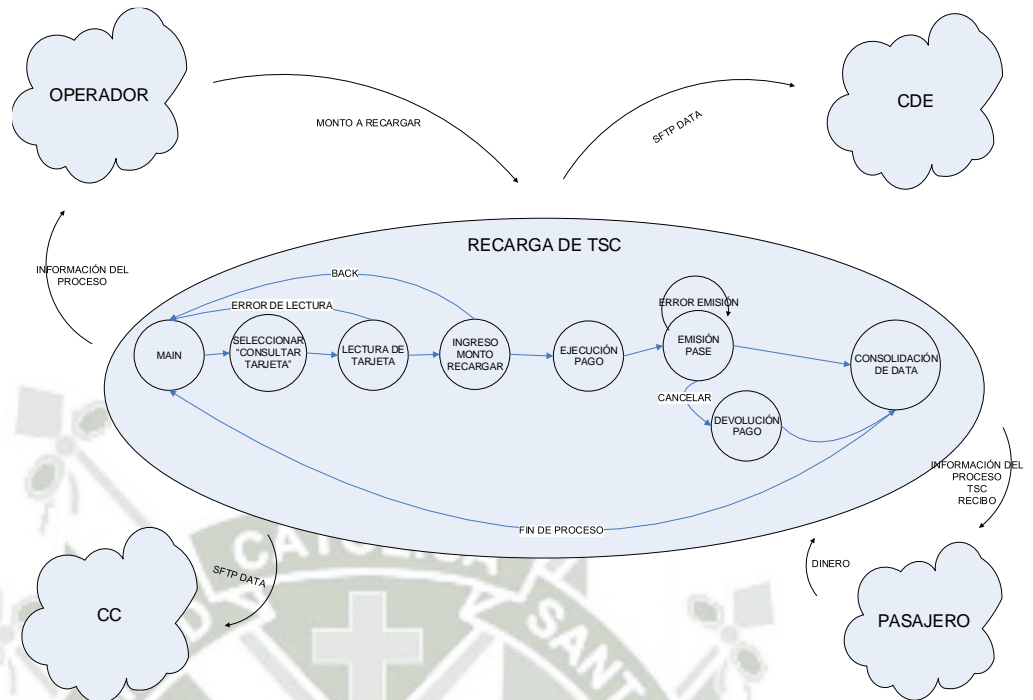 OPERADOR
CDE
MONTO A RECARGAR
SFTP DATA
RECARGA DE TSC
INFORMACIÓN DEL
PROCESO
BACK
ERROR DE LECTURA
ERROR EMISIÓN
MAIN
SELECCIONAR
“CONSULTAR
TARJETA”
LECTURA DE
TARJETA
INGRESO
MONTO
RECARGAR
EJECUCIÓN
PAGO
EMISIÓN
PASE
CONSOLIDACIÓN
DE DATA
CANCELAR
DEVOLUCIÓN
PAGO
INFORMACIÓN DEL
PROCESO
TSC
RECIBO
FIN DE PROCESO
SFTP DATA
DINERO
CC
PASAJERO
CATOLICA
SANT